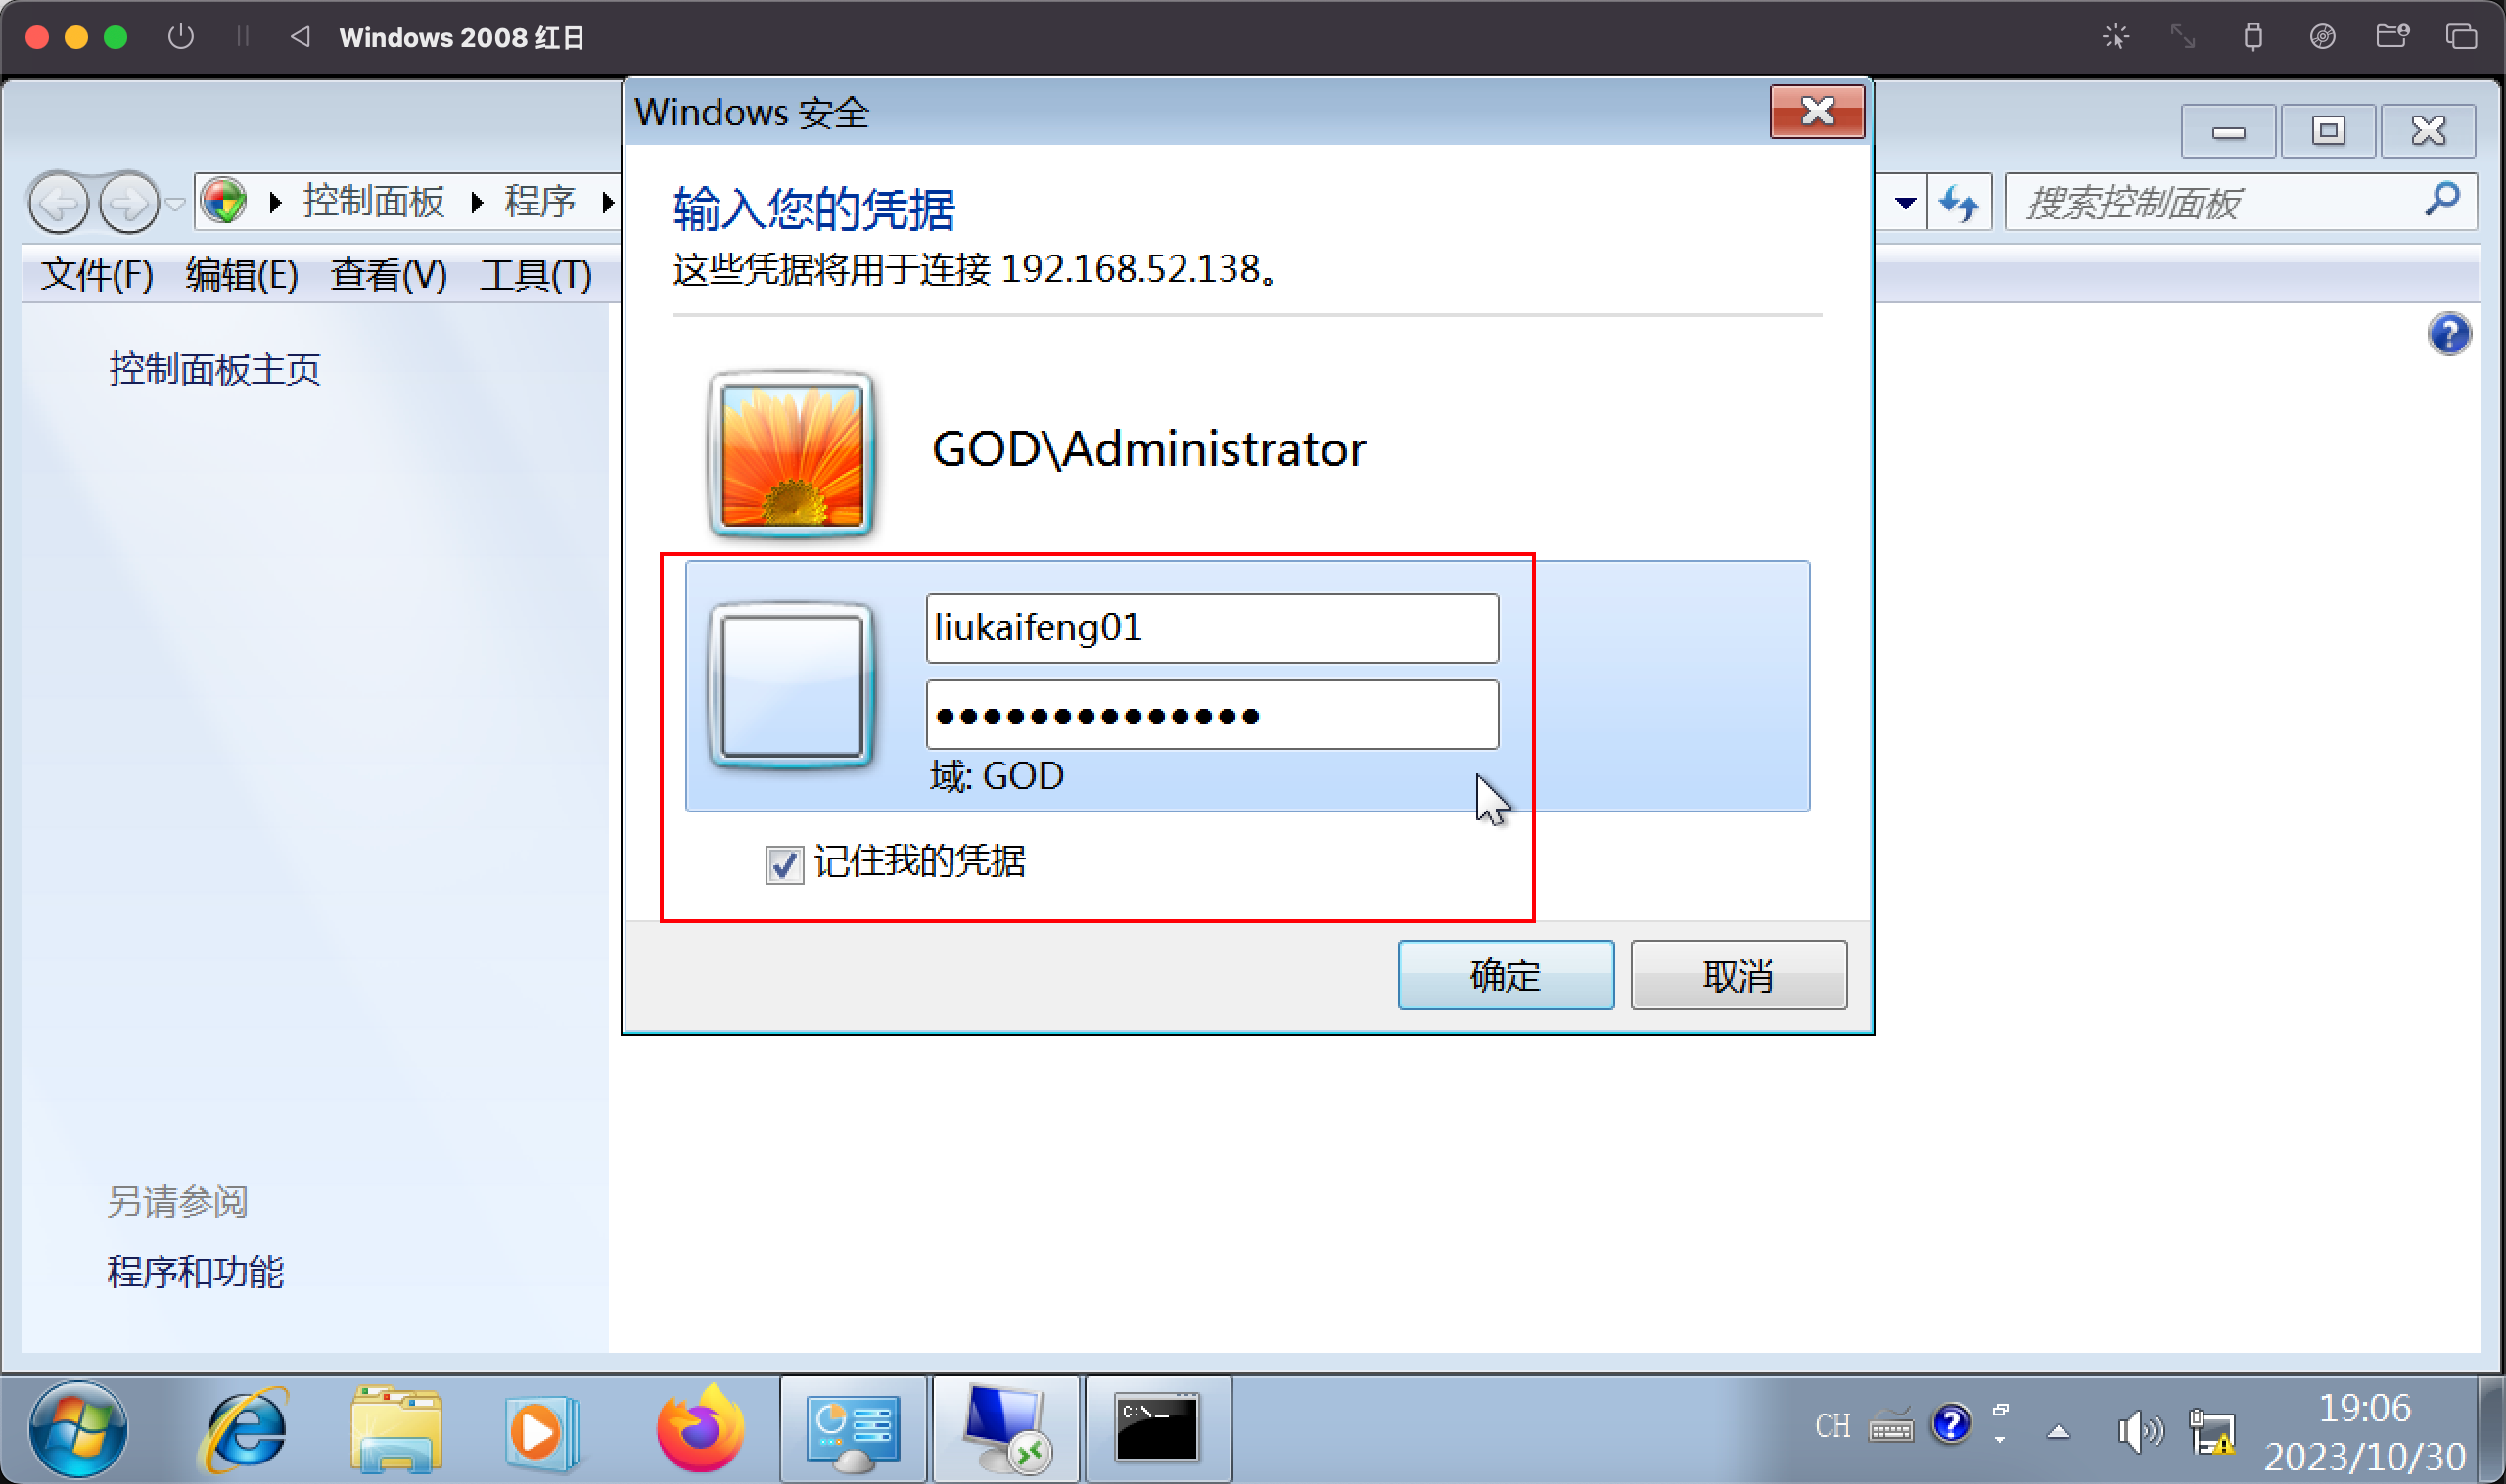 Windows 2008 红日
Windows 安全
控制面板 程序
搜索控制面板
输入您的凭据
这些凭据将用于连接 192.168.52.138。
文件(F) 编辑(E) 查看(V) 工具(T)
控制面板主页
GOD\Administrator
liukaifeng01
●●●●●●●●●●●●●●
域: GOD
记住我的凭据
确定 取消
另请参阅
程序和功能
C:\_
CH
19:06
2023/10/30